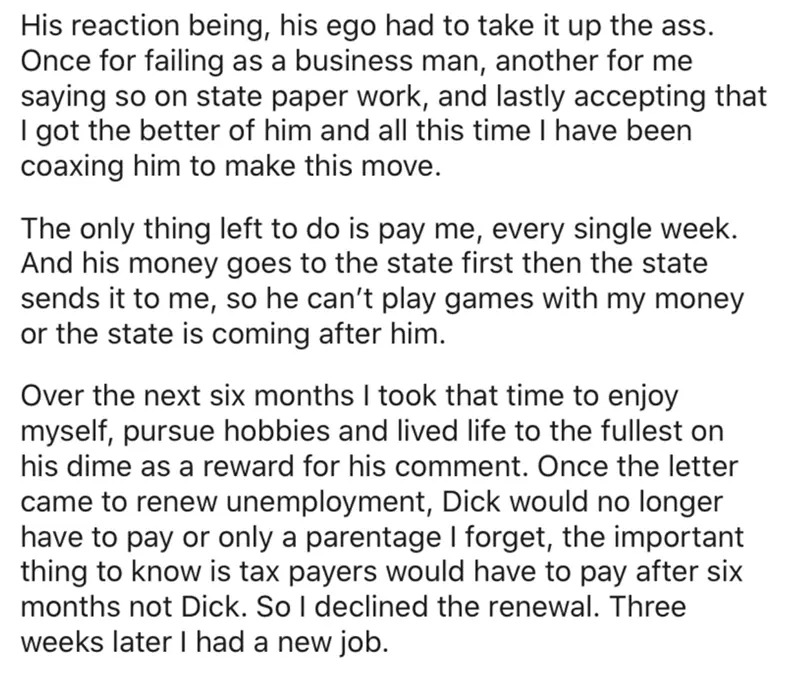 His reaction being, his ego had to take it up the ass.
Once for failing as a business man, another for me
saying so on state paper work, and lastly accepting that
I got the better of him and all this time I have been
coaxing him to make this move.
The only thing left to do is pay me, every single week.
And his money goes to the state first then the state
sends it to me, so he can't play games with my money
or the state is coming after him.
Over the next six months I took that time to enjoy
myself, pursue hobbies and lived life to the fullest on
his dime as a reward for his comment. Once the letter
came to renew unemployment, Dick would no longer
have to pay or only a parentage I forget, the important
thing to know is tax payers would have to pay after six
months not Dick. So I declined the renewal. Three
weeks later I had a new job.